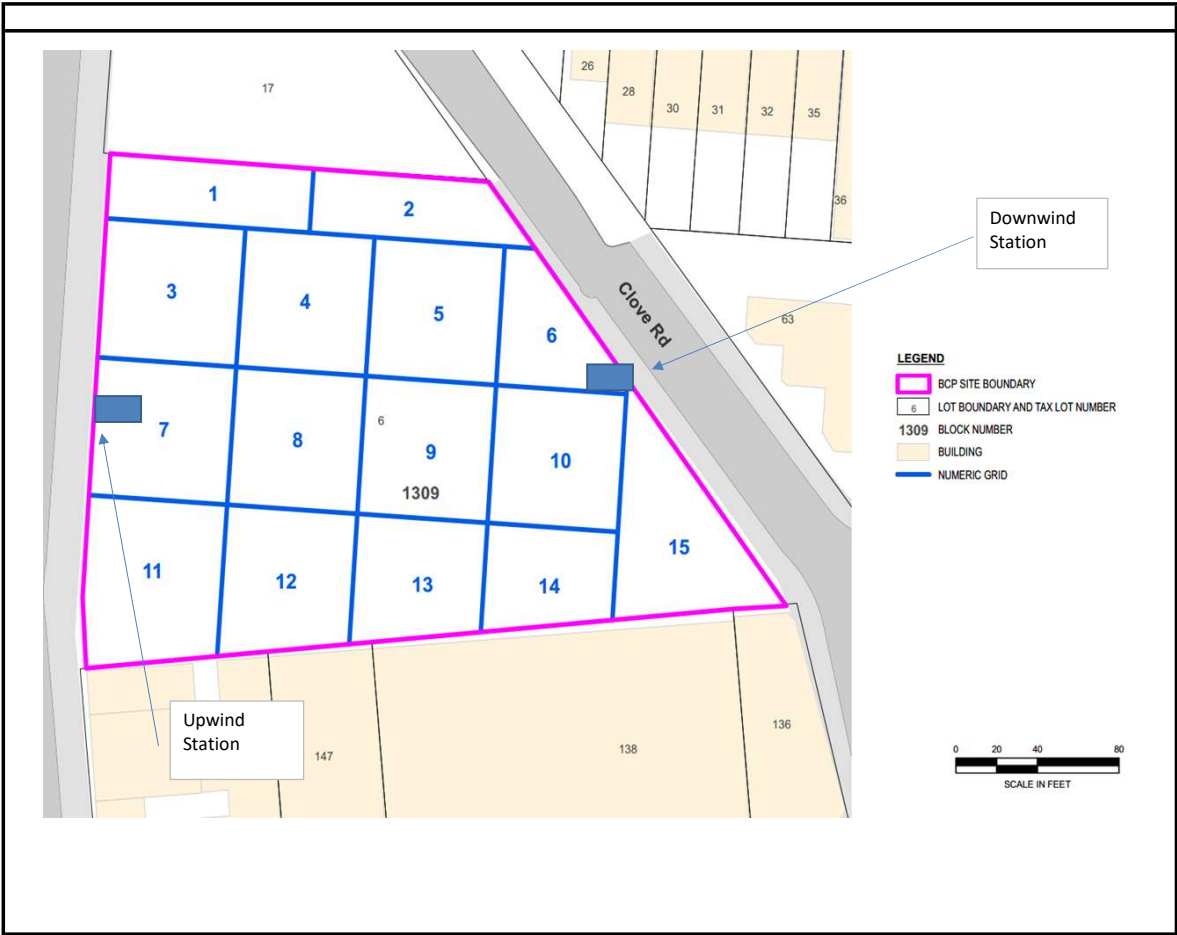 17
26
28
30
31
32
35
36
1
2
Downwind
Station
3
4
5
6
Clove Rd
63
LEGEND
BCP SITE BOUNDARY
6 LOT BOUNDARY AND TAX LOT NUMBER
1309 BLOCK NUMBER
BUILDING
NUMERIC GRID
7
8
6
9
1309
10
11
12
13
14
15
Upwind
Station
147
138
136
0 20 40 80
SCALE IN FEET